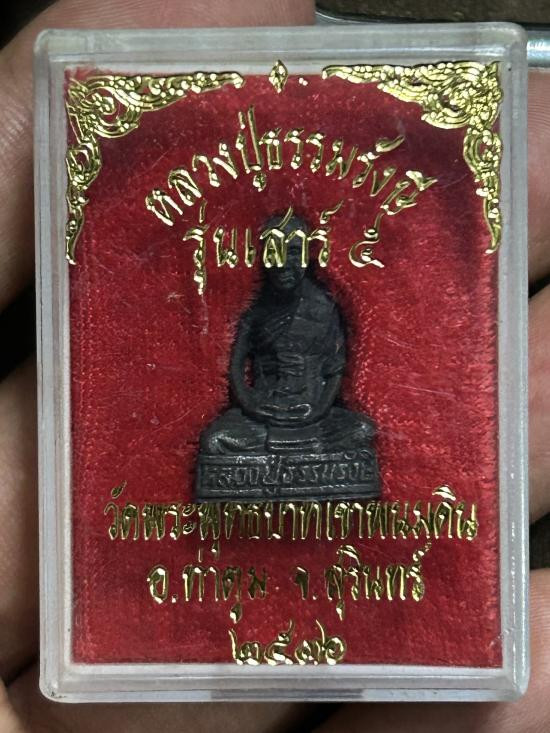 หลวงปู่ธรรมรังษี
รุ่นเสาร์ ๕
หลวงปู่ธรรมรังษี
วัดพระพุทธบาทเขาพนมดิน
อ.ท่าตูม จ.สุรินทร์
๒๕๓๖